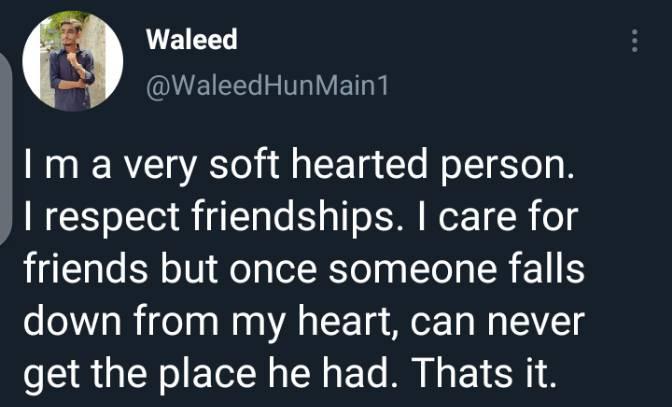 Waleed
@WaleedHunMain1
I m a very soft hearted person.
I respect friendships. I care for
friends but once someone falls
down from my heart, can never
get the place he had. Thats it.